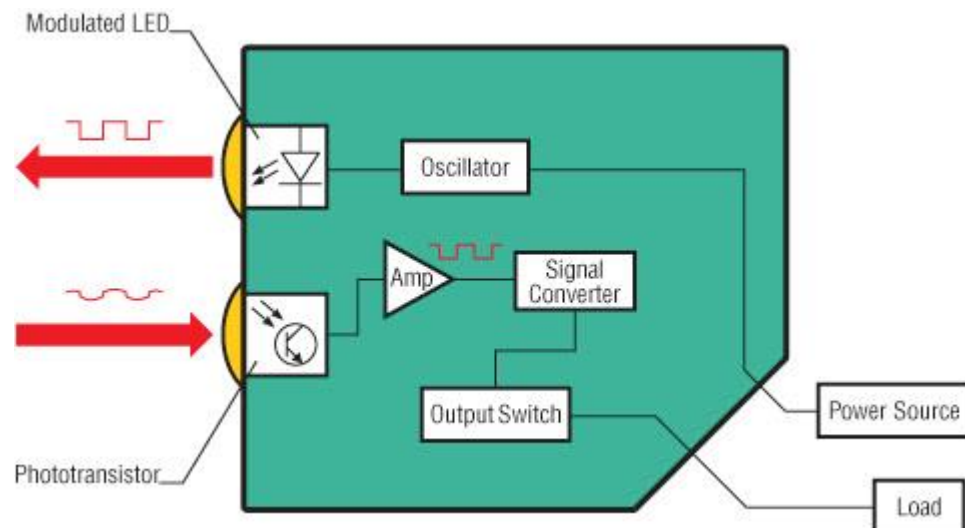 Modulated LED
Oscillator
Amp
Signal
Converter
Output Switch
Power Source
Phototransistor
Load